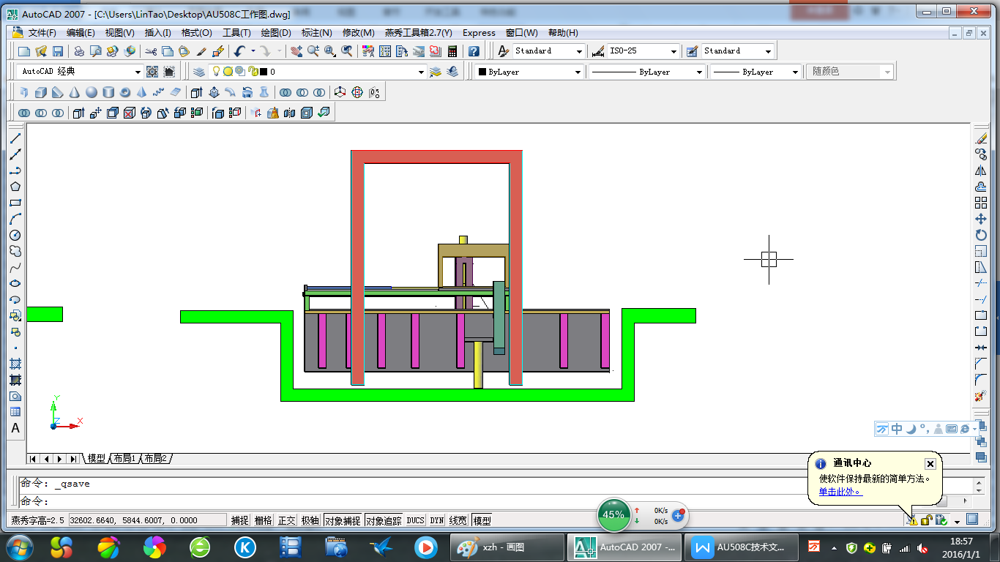 AutoCAD 2007 - [C:\Users\LinTao\Desktop\AU508C工作图.dwg]
文件(F) 编辑(E) 视图(V) 插入(I) 格式(O) 工具(T) 绘图(D) 标注(N) 修改(M) 燕秀工具箱2.7(Y) Express 窗口(W) 帮助(H)
Standard ISO-25 Standard
AutoCAD 经典 0 ByLayer ByLayer ByLayer 随颜色
Y
Z X
A
中
模型 布局1 布局2
通讯中心
使软件保持最新的简单方法。
单击此处。
命令: _qsave
命令:
燕秀字高=2.5 32602.6640, 5844.6007, 0.0000 捕捉 栅格 正交 极轴 对象捕捉 对象追踪 DUCS DYN 线宽 模型
45% 0K/s
0K/s
xzh - 画图 AutoCAD 2007 -... AU508C技术文... 18:57
2016/1/1